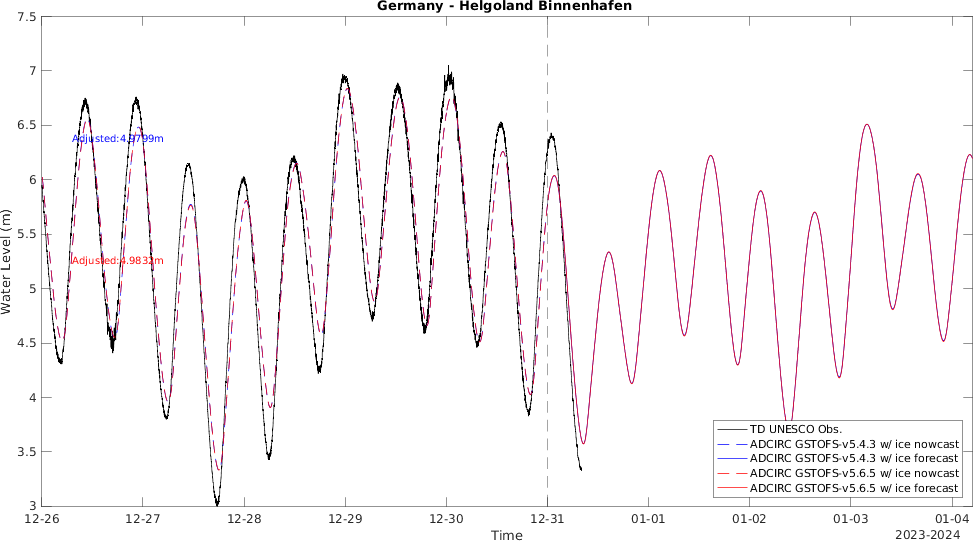 Germany - Helgoland Binnenhafen
7.5
7
6.5
6
5.5
5
4.5
4
3.5
3
Water Level (m)
Adjusted:4.9799m
Adjusted:4.9832m
TD UNESCO Obs.
ADCIRC GSTOFS-v5.4.3 w/ ice nowcast
ADCIRC GSTOFS-v5.4.3 w/ ice forecast
ADCIRC GSTOFS-v5.6.5 w/ ice nowcast
ADCIRC GSTOFS-v5.6.5 w/ ice forecast
12-26 12-27 12-28 12-29 12-30 12-31 01-01 01-02 01-03 01-04
Time
2023-2024